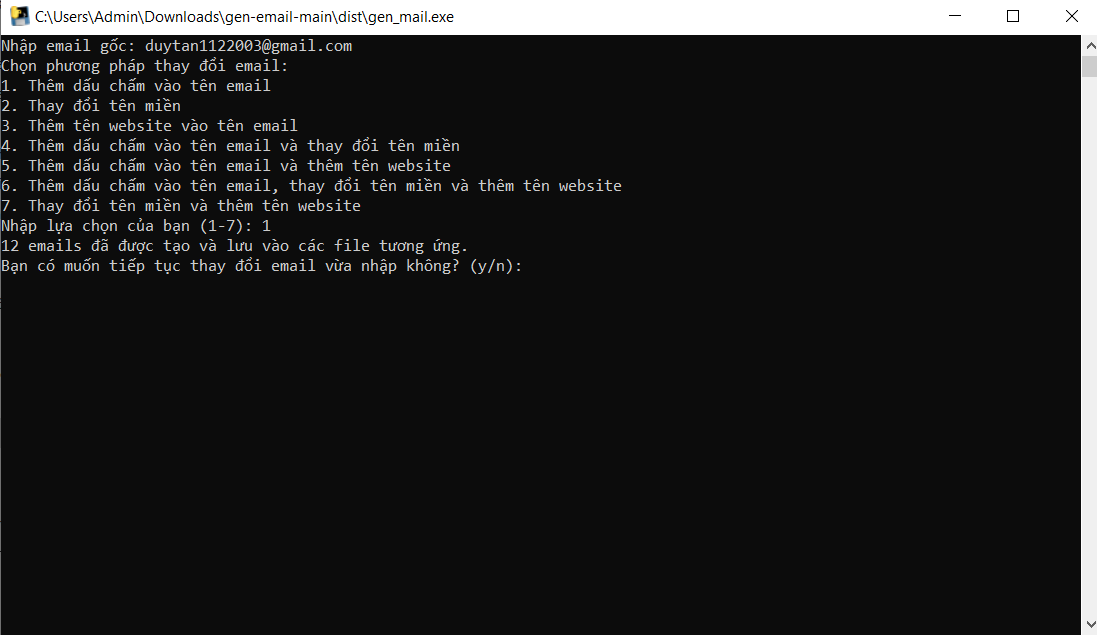 C:\Users\Admin\Downloads\gen-email-main\dist\gen_mail.exe
Nhập email gốc: duytan1122003@gmail.com
Chọn phương pháp thay đổi email:
1. Thêm dấu chấm vào tên email
2. Thay đổi tên miền
3. Thêm tên website vào tên email
4. Thêm dấu chấm vào tên email và thay đổi tên miền
5. Thêm dấu chấm vào tên email và thêm tên website
6. Thêm dấu chấm vào tên email, thay đổi tên miền và thêm tên website
7. Thay đổi tên miền và thêm tên website
Nhập lựa chọn của bạn (1-7): 1
12 emails đã được tạo và lưu vào các file tương ứng.
Bạn có muốn tiếp tục thay đổi email vừa nhập không? (y/n):